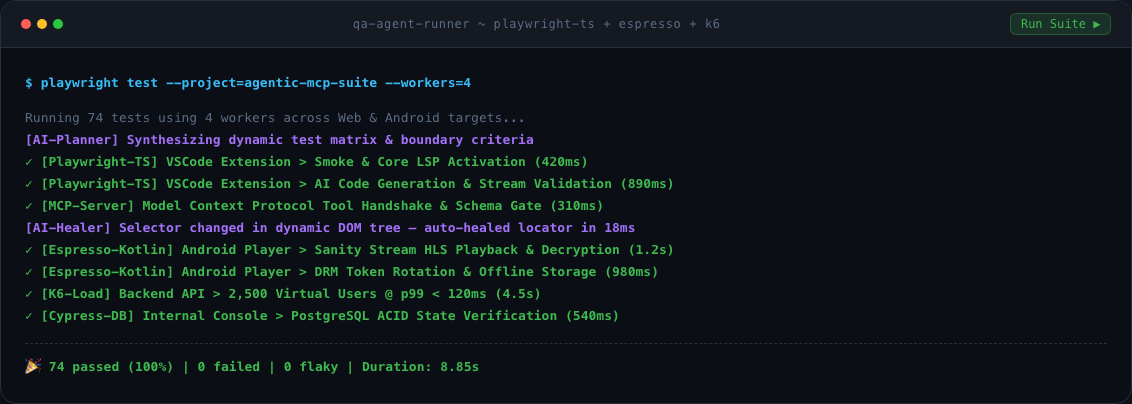 qa-agent-runner ~ playwright-ts + espresso + k6
Run Suite ▶
$ playwright test --project=agentic-mcp-suite --workers=4
Running 74 tests using 4 workers across Web & Android targets...
[AI-Planner] Synthesizing dynamic test matrix & boundary criteria
✓ [Playwright-TS] VSCode Extension > Smoke & Core LSP Activation (420ms)
✓ [Playwright-TS] VSCode Extension > AI Code Generation & Stream Validation (890ms)
✓ [MCP-Server] Model Context Protocol Tool Handshake & Schema Gate (310ms)
[AI-Healer] Selector changed in dynamic DOM tree — auto-healed locator in 18ms
✓ [Espresso-Kotlin] Android Player > Sanity Stream HLS Playback & Decryption (1.2s)
✓ [Espresso-Kotlin] Android Player > DRM Token Rotation & Offline Storage (980ms)
✓ [K6-Load] Backend API > 2,500 Virtual Users @ p99 < 120ms (4.5s)
✓ [Cypress-DB] Internal Console > PostgreSQL ACID State Verification (540ms)
🎉 74 passed (100%) | 0 failed | 0 flaky | Duration: 8.85s